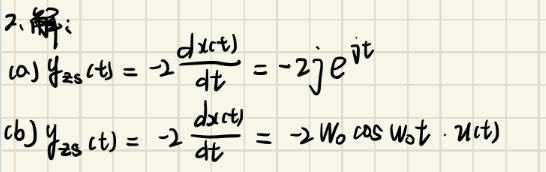 2、解:
(a) y_zs(t) = -2 dx(t)/dt = -2je^jt
(b) y_zs(t) = -2 dx(t)/dt = -2W₀ cos W₀t · u(t)